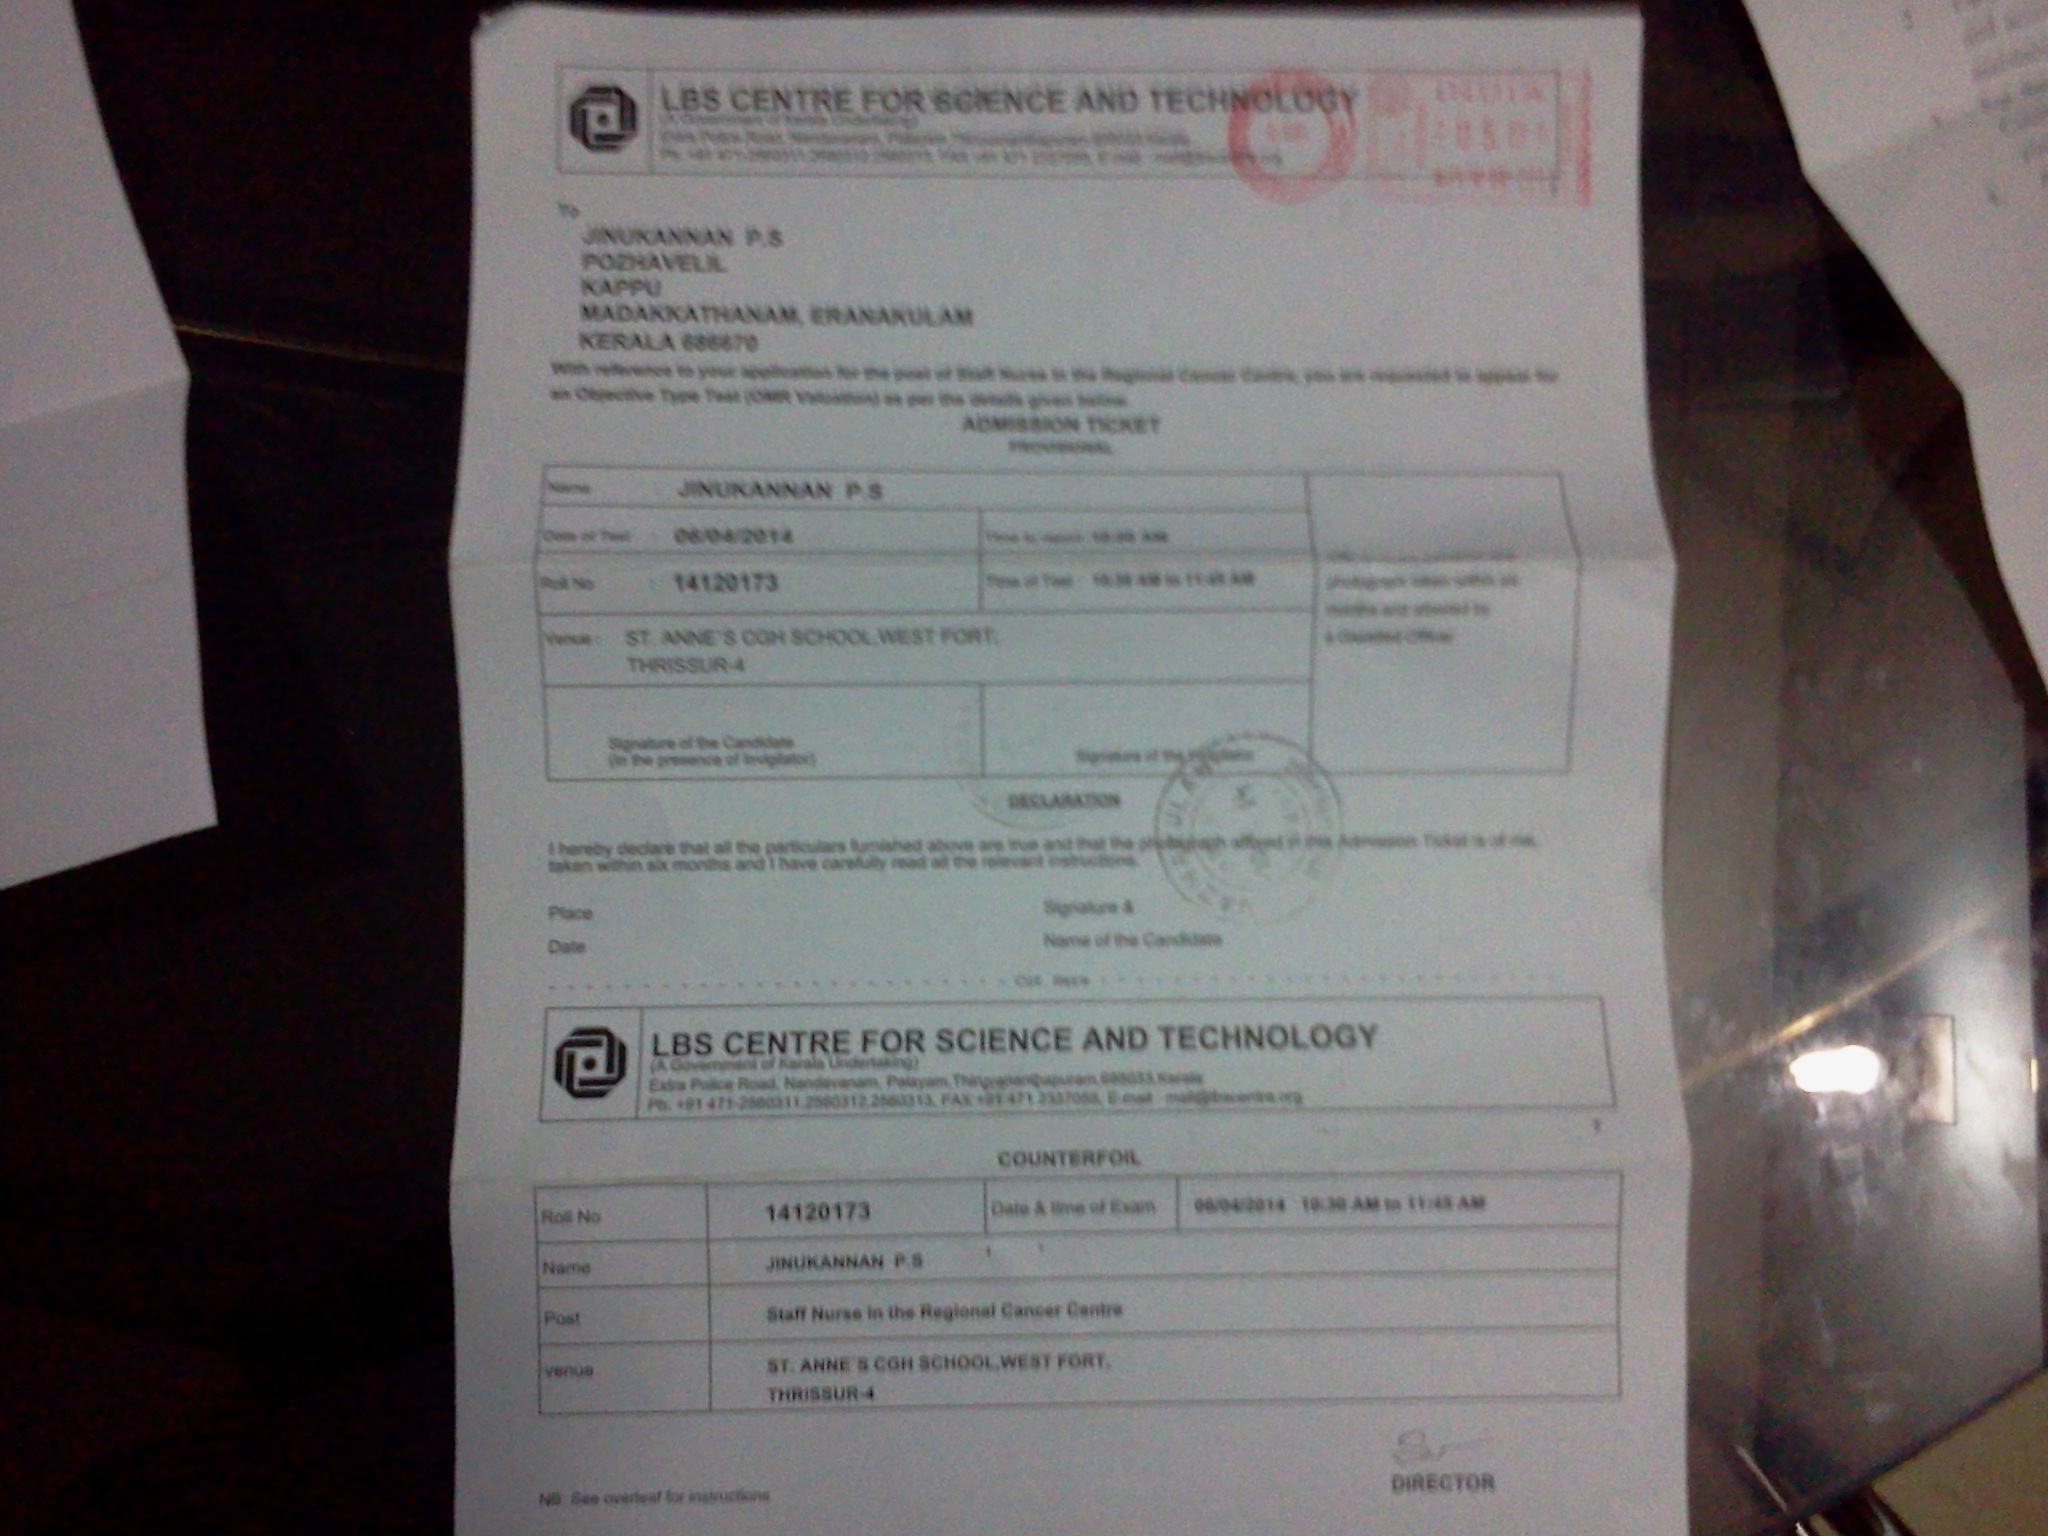 LBS CENTRE FOR SCIENCE AND TECHNOLOGY
(A Government of Kerala Undertaking)
INDIA
To
JINUKANNAN P.S
POZHAVELIL
KAPPU
MADAKKATHANAM, ERANAKULAM
KERALA 686670
With reference to your application for the post of Staff Nurse in the Regional Cancer Centre, you are requested to appear for
an Objective Type Test (OMR Valuation) as per the details given below.
ADMISSION TICKET
PROVISIONAL
Name JINUKANNAN P.S
Date of Test : 06/04/2014 Time to report: 10:00 AM
Roll No : 14120173 Time of Test : 10:30 AM to 11:45 AM
photograph taken within six
months and attested by
a Gazetted Officer
Venue : ST. ANNE`S CGH SCHOOL,WEST FORT,
THRISSUR-4
Signature of the Candidate
(In the presence of Invigilator)
Signature of the Invigilator
DECLARATION
I hereby declare that all the particulars furnished above are true and that the photograph affixed in this Admission Ticket is of me,
taken within six months and I have carefully read all the relevant instructions.
Place Signature &
Date Name of the Candidate
Cut Here
LBS CENTRE FOR SCIENCE AND TECHNOLOGY
(A Government of Kerala Undertaking)
Extra Police Road, Nandavanam, Palayam,Thiruvananthapuram,695033,Kerala
Ph. +91 471-2560311,2560312,2560313, FAX +91 471 E-mail mail@lbscentre.org
COUNTERFOIL
Roll No 14120173 Date & time of Exam 06/04/2014 10:30 AM to 11:45 AM
Name JINUKANNAN P.S
Post Staff Nurse in the Regional Cancer Centre
venue ST. ANNE`S CGH SCHOOL,WEST FORT,
THRISSUR-4
DIRECTOR
NB: See overleaf for instructions